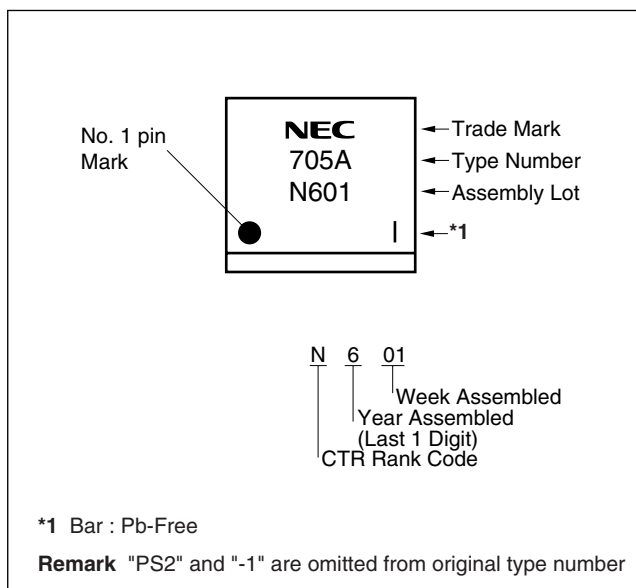 NEC
705A
N601
No. 1 pin
Mark
Trade Mark
Type Number
Assembly Lot
*1
N 6 01
Week Assembled
Year Assembled
(Last 1 Digit)
CTR Rank Code
*1 Bar : Pb-Free
Remark "PS2" and "-1" are omitted from original type number